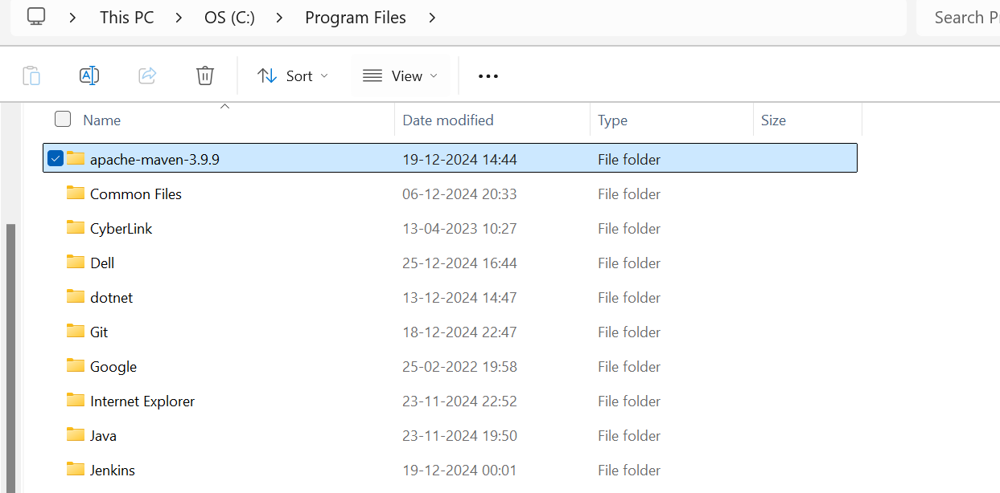 This PC > OS (C:) > Program Files >
Search
Sort
View
Name Date modified Type Size
apache-maven-3.9.9 19-12-2024 14:44 File folder
Common Files 06-12-2024 20:33 File folder
CyberLink 13-04-2023 10:27 File folder
Dell 25-12-2024 16:44 File folder
dotnet 13-12-2024 14:47 File folder
Git 18-12-2024 22:47 File folder
Google 25-02-2022 19:58 File folder
Internet Explorer 23-11-2024 22:52 File folder
Java 23-11-2024 19:50 File folder
Jenkins 19-12-2024 00:01 File folder